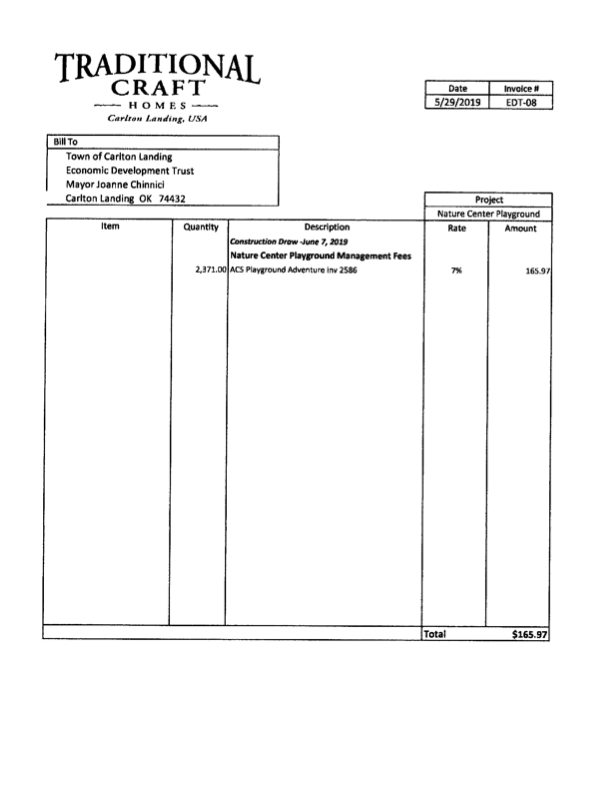 TRADITIONAL
CRAFT
HOMES
Carlton Landing, USA
Date Invoice #
5/29/2019 EDT-08
Bill To
Town of Carlton Landing
Economic Development Trust
Mayor Joanne Chinnici
Carlton Landing OK 74432
Project
Nature Center Playground
Item Quantity Description Rate Amount
Construction Draw -June 7, 2019
Nature Center Playground Management Fees
2,371.00 ACS Playground Adventure Inv 2586 7% 165.97
Total $165.97